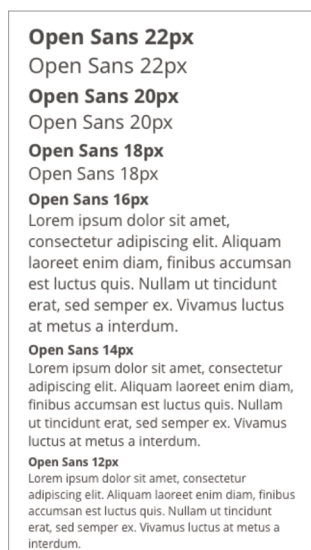 Open Sans 22px
Open Sans 22px
Open Sans 20px
Open Sans 20px
Open Sans 18px
Open Sans 18px
Open Sans 16px
Lorem ipsum dolor sit amet,
consectetur adipiscing elit. Aliquam
laoreet enim diam, finibus accumsan
est luctus quis. Nullam ut tincidunt
erat, sed semper ex. Vivamus luctus
at metus a interdum.
Open Sans 14px
Lorem ipsum dolor sit amet, consectetur
adipiscing elit. Aliquam laoreet enim diam,
finibus accumsan est luctus quis. Nullam
ut tincidunt erat, sed semper ex. Vivamus
luctus at metus a interdum.
Open Sans 12px
Lorem ipsum dolor sit amet, consectetur
adipiscing elit. Aliquam laoreet enim diam, finibus
accumsan est luctus quis. Nullam ut tincidunt
erat, sed semper ex. Vivamus luctus at metus a
interdum.